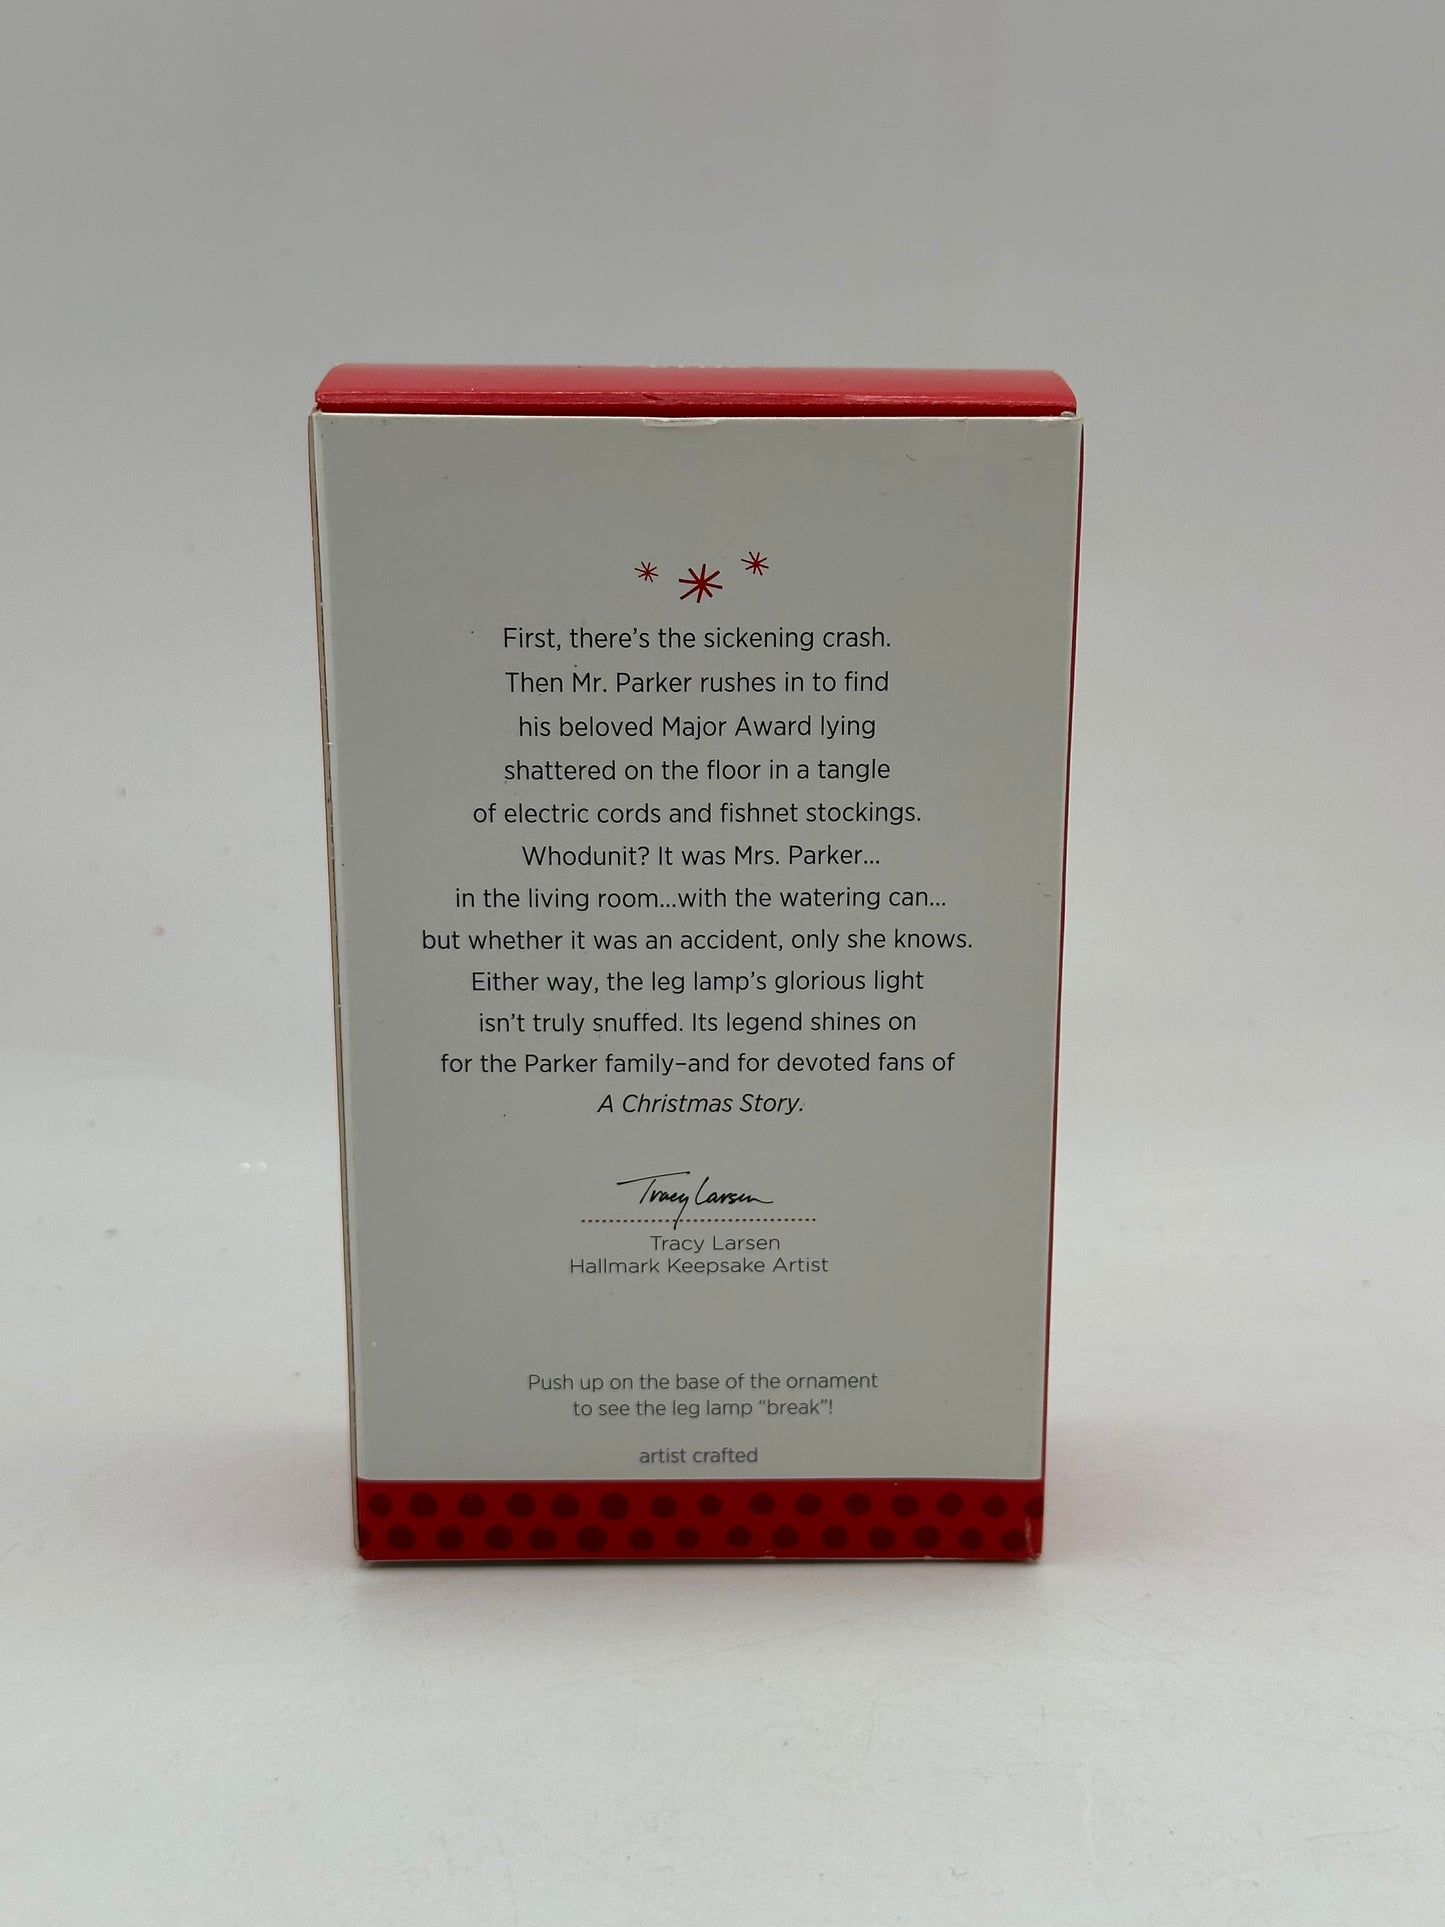 First, there's the sickening crash.
Then Mr. Parker rushes in to find
his beloved Major Award lying
shattered on the floor in a tangle
of electric cords and fishnet stockings.
Whodunit? It was Mrs. Parker...
in the living room...with the watering can...
but whether it was an accident, only she knows.
Either way, the leg lamp's glorious light
isn't truly snuffed. Its legend shines on
for the Parker family–and for devoted fans of
A Christmas Story.
Tracy Larsen
Tracy Larsen
Hallmark Keepsake Artist
Push up on the base of the ornament
to see the leg lamp “break”!
artist crafted